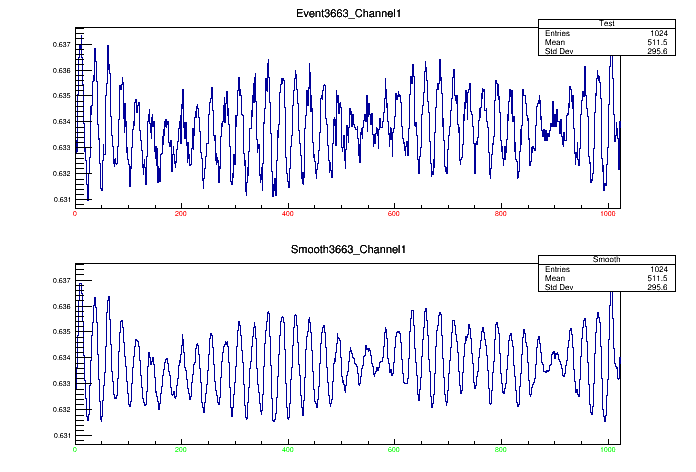 Event3663_Channel1
Test
Entries 1024
Mean 511.5
Std Dev 295.6
0.637
0.636
0.635
0.634
0.633
0.632
0.631
0 200 400 600 800 1000
Smooth3663_Channel1
Smooth
Entries 1024
Mean 511.5
Std Dev 295.6
0.637
0.636
0.635
0.634
0.633
0.632
0.631
0 200 400 600 800 1000